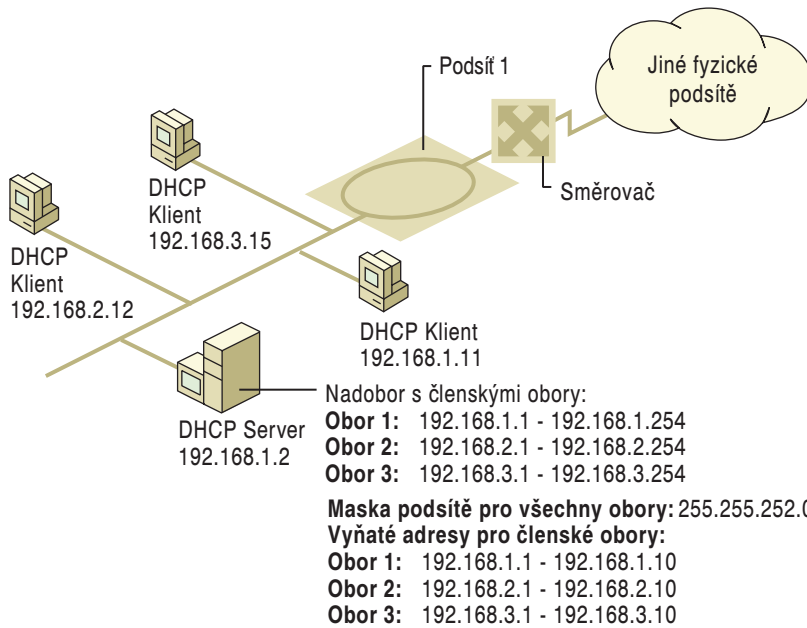 Podsíť 1
Jiné fyzické
podsítě
Směrovač
DHCP
Klient
192.168.3.15
DHCP
Klient
192.168.2.12
DHCP Klient
192.168.1.11
DHCP Server
192.168.1.2
Nadobor s členskými obory:
Obor 1: 192.168.1.1 - 192.168.1.254
Obor 2: 192.168.2.1 - 192.168.2.254
Obor 3: 192.168.3.1 - 192.168.3.254
Maska podsítě pro všechny obory: 255.255.252.0
Vyňaté adresy pro členské obory:
Obor 1: 192.168.1.1 - 192.168.1.10
Obor 2: 192.168.2.1 - 192.168.2.10
Obor 3: 192.168.3.1 - 192.168.3.10